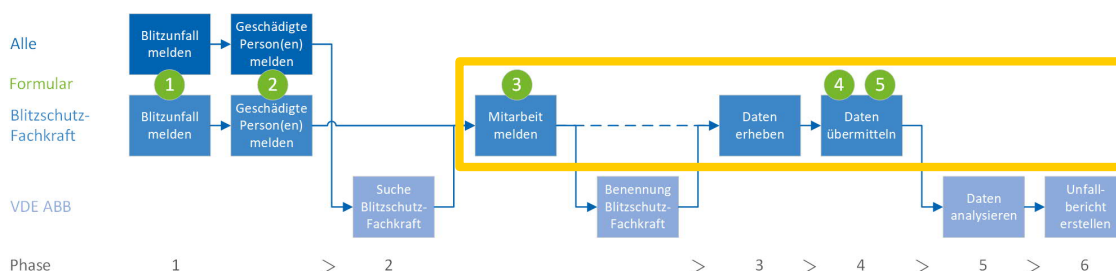 Alle
Blitzunfall
melden
Geschädigte
Person(en)
melden
Formular
1
2
3
4
5
Blitzschutz-
Fachkraft
Blitzunfall
melden
Geschädigte
Person(en)
melden
Mitarbeit
melden
Daten
erheben
Daten
übermitteln
VDE ABB
Suche
Blitzschutz-
Fachkraft
Benennung
Blitzschutz-
Fachkraft
Daten
analysieren
Unfall-
bericht
erstellen
Phase 1 > 2 > 3 > 4 > 5 > 6